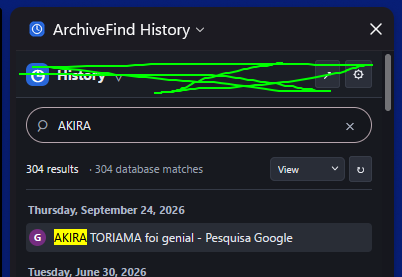 ArchiveFind History
History
AKIRA
304 results · 304 database matches
View
Thursday, September 24, 2026
G AKIRA TORIAMA foi genial - Pesquisa Google
Tuesday, June 30, 2026